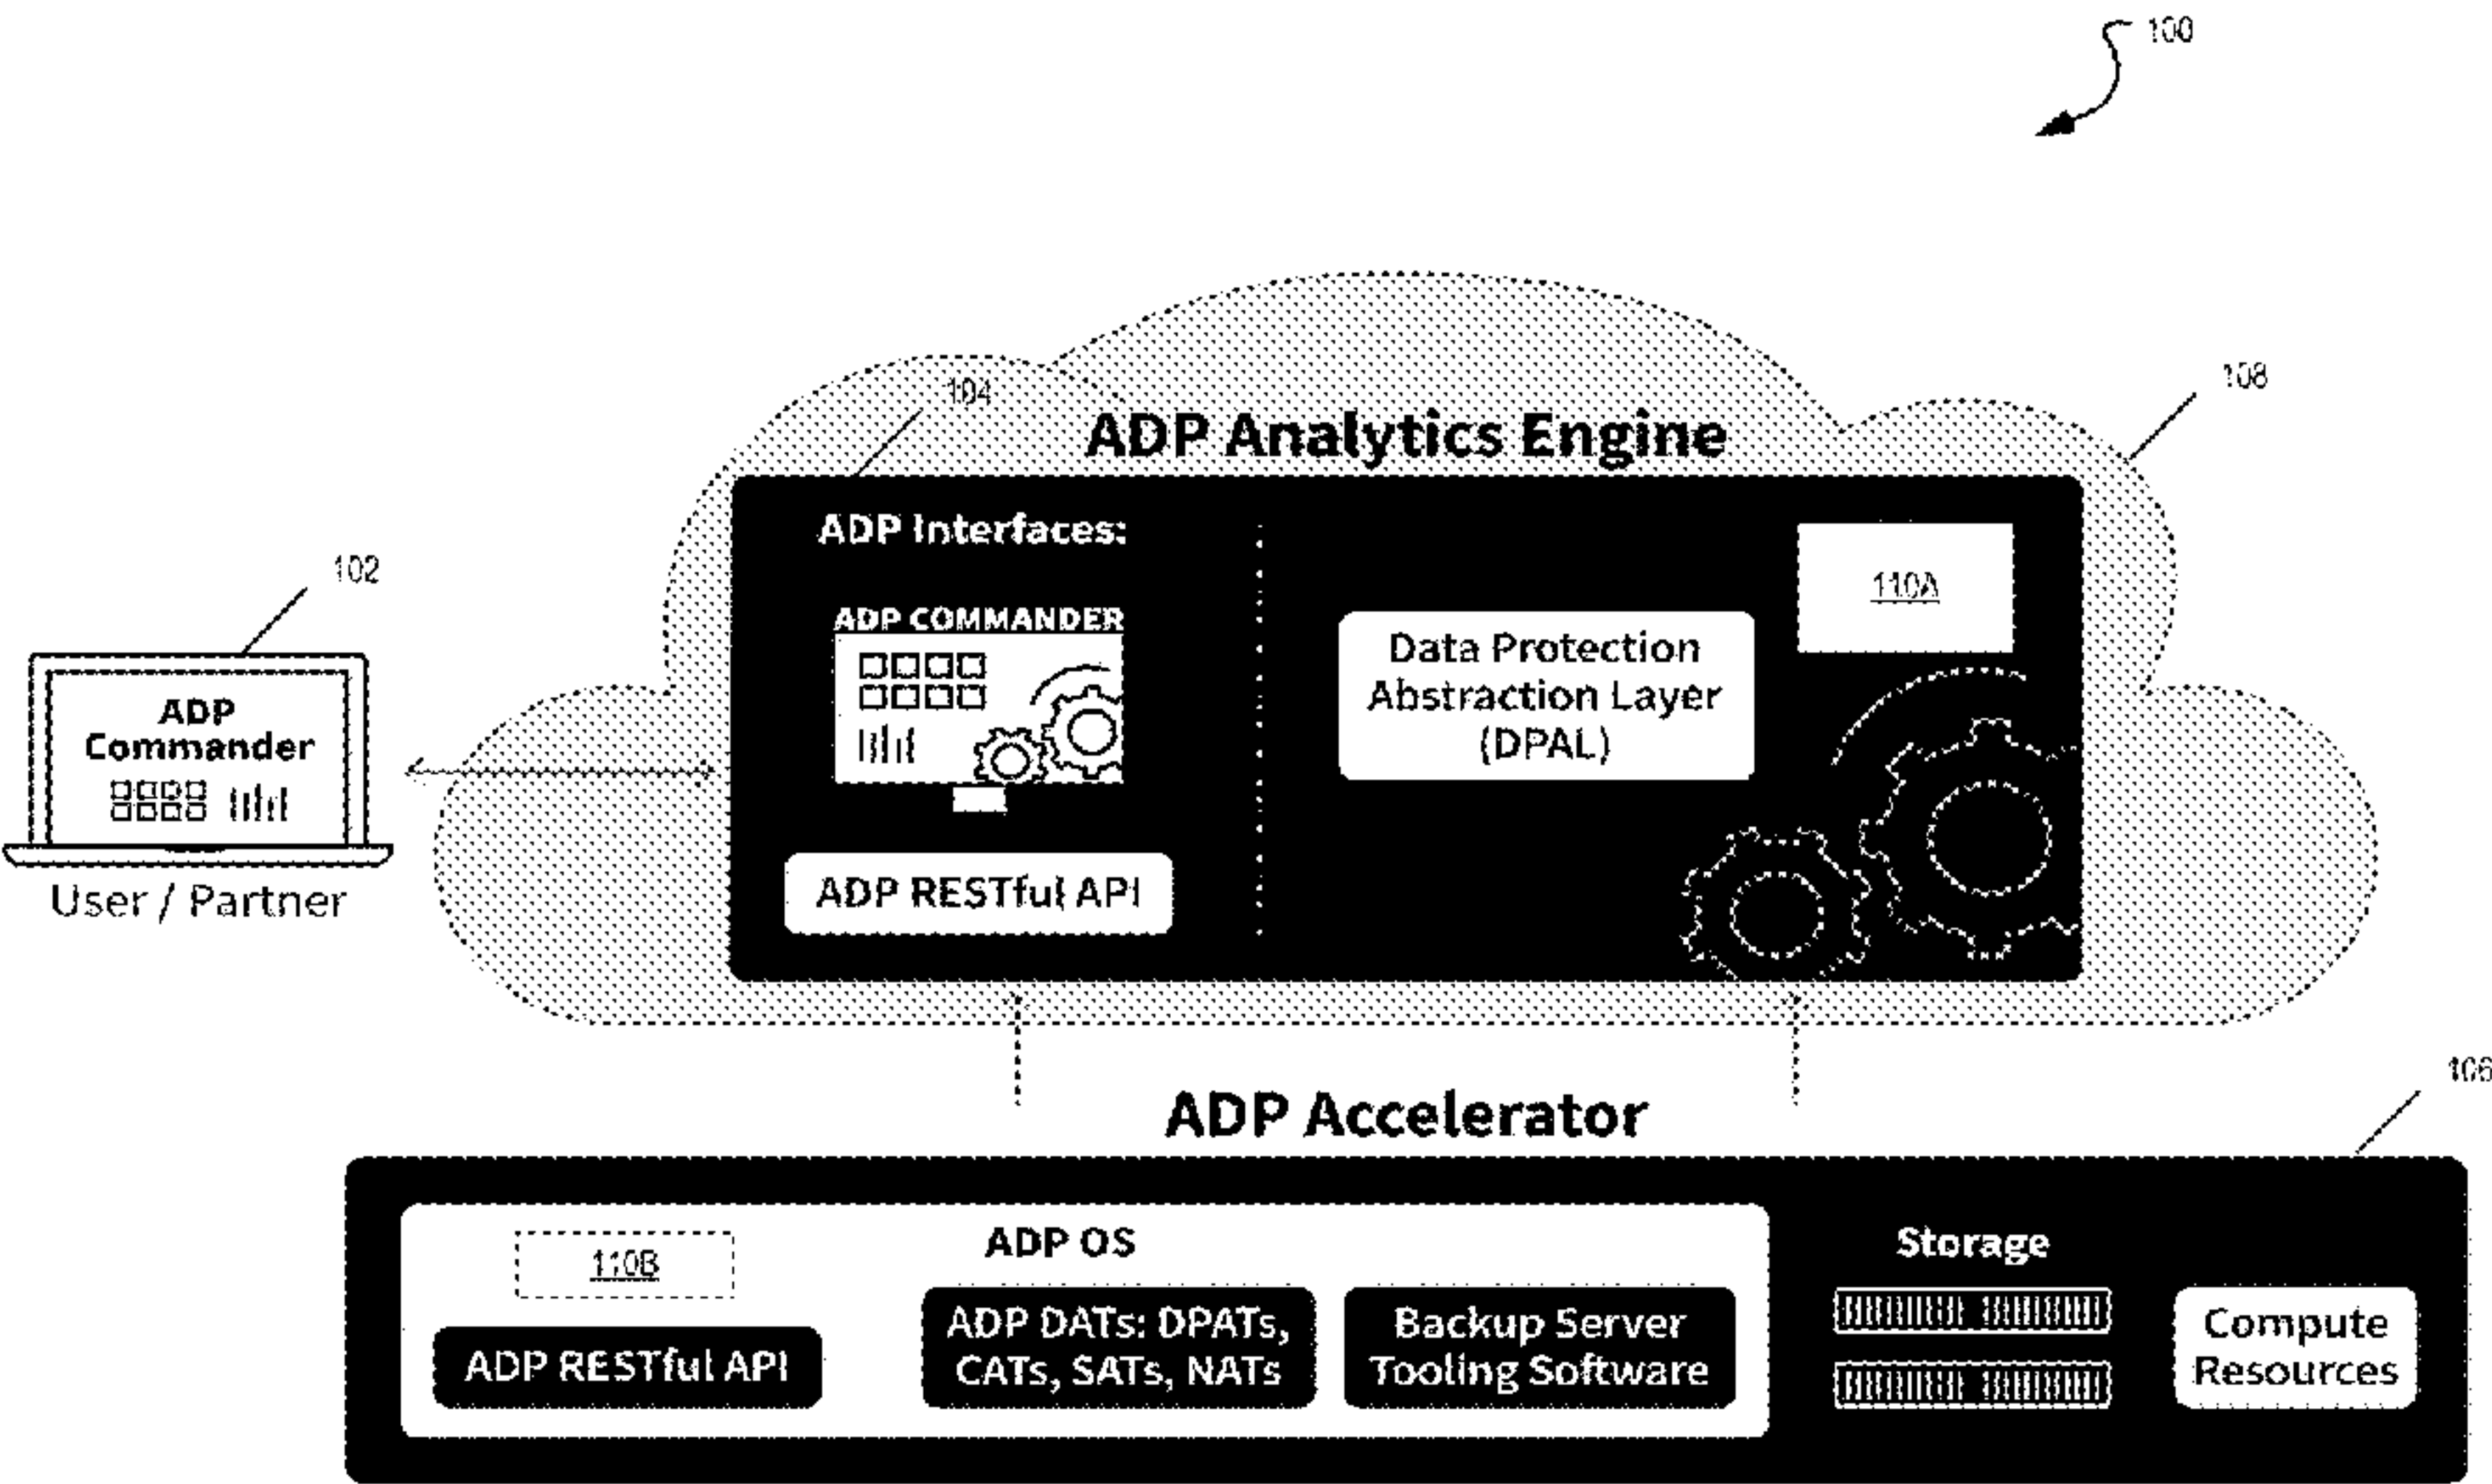 100
108
104
ADP Analytics Engine
ADP Interfaces:
110A
102
ADP COMMANDER
Data Protection
Abstraction Layer
(DPAL)
ADP
Commander
ADP RESTful API
User / Partner
106
ADP Accelerator
ADP OS
110B
Storage
ADP RESTful API
ADP DATs: DPATs,
CATs, SATs, NATs
Backup Server
Tooling Software
Compute
Resources